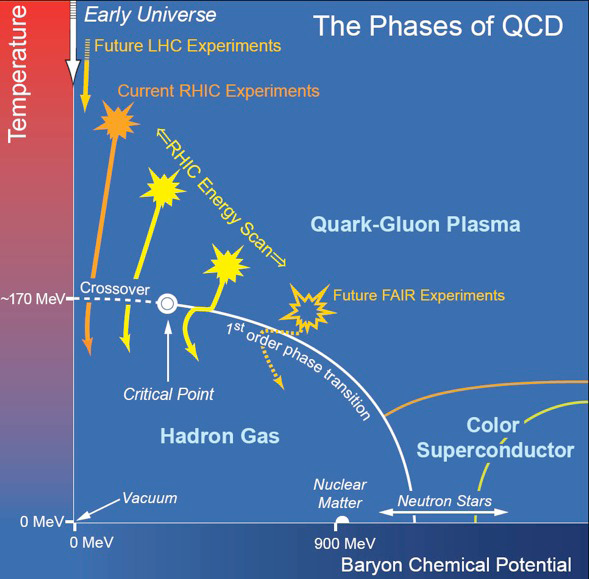 Early Universe
The Phases of QCD
Temperature
Future LHC Experiments
Current RHIC Experiments
RHIC Energy Scan
Quark-Gluon Plasma
Crossover
~170 MeV
Future FAIR Experiments
1st order phase transition
Critical Point
Hadron Gas
Color
Superconductor
Nuclear
Matter
Neutron Stars
Vacuum
0 MeV
0 MeV
900 MeV
Baryon Chemical Potential